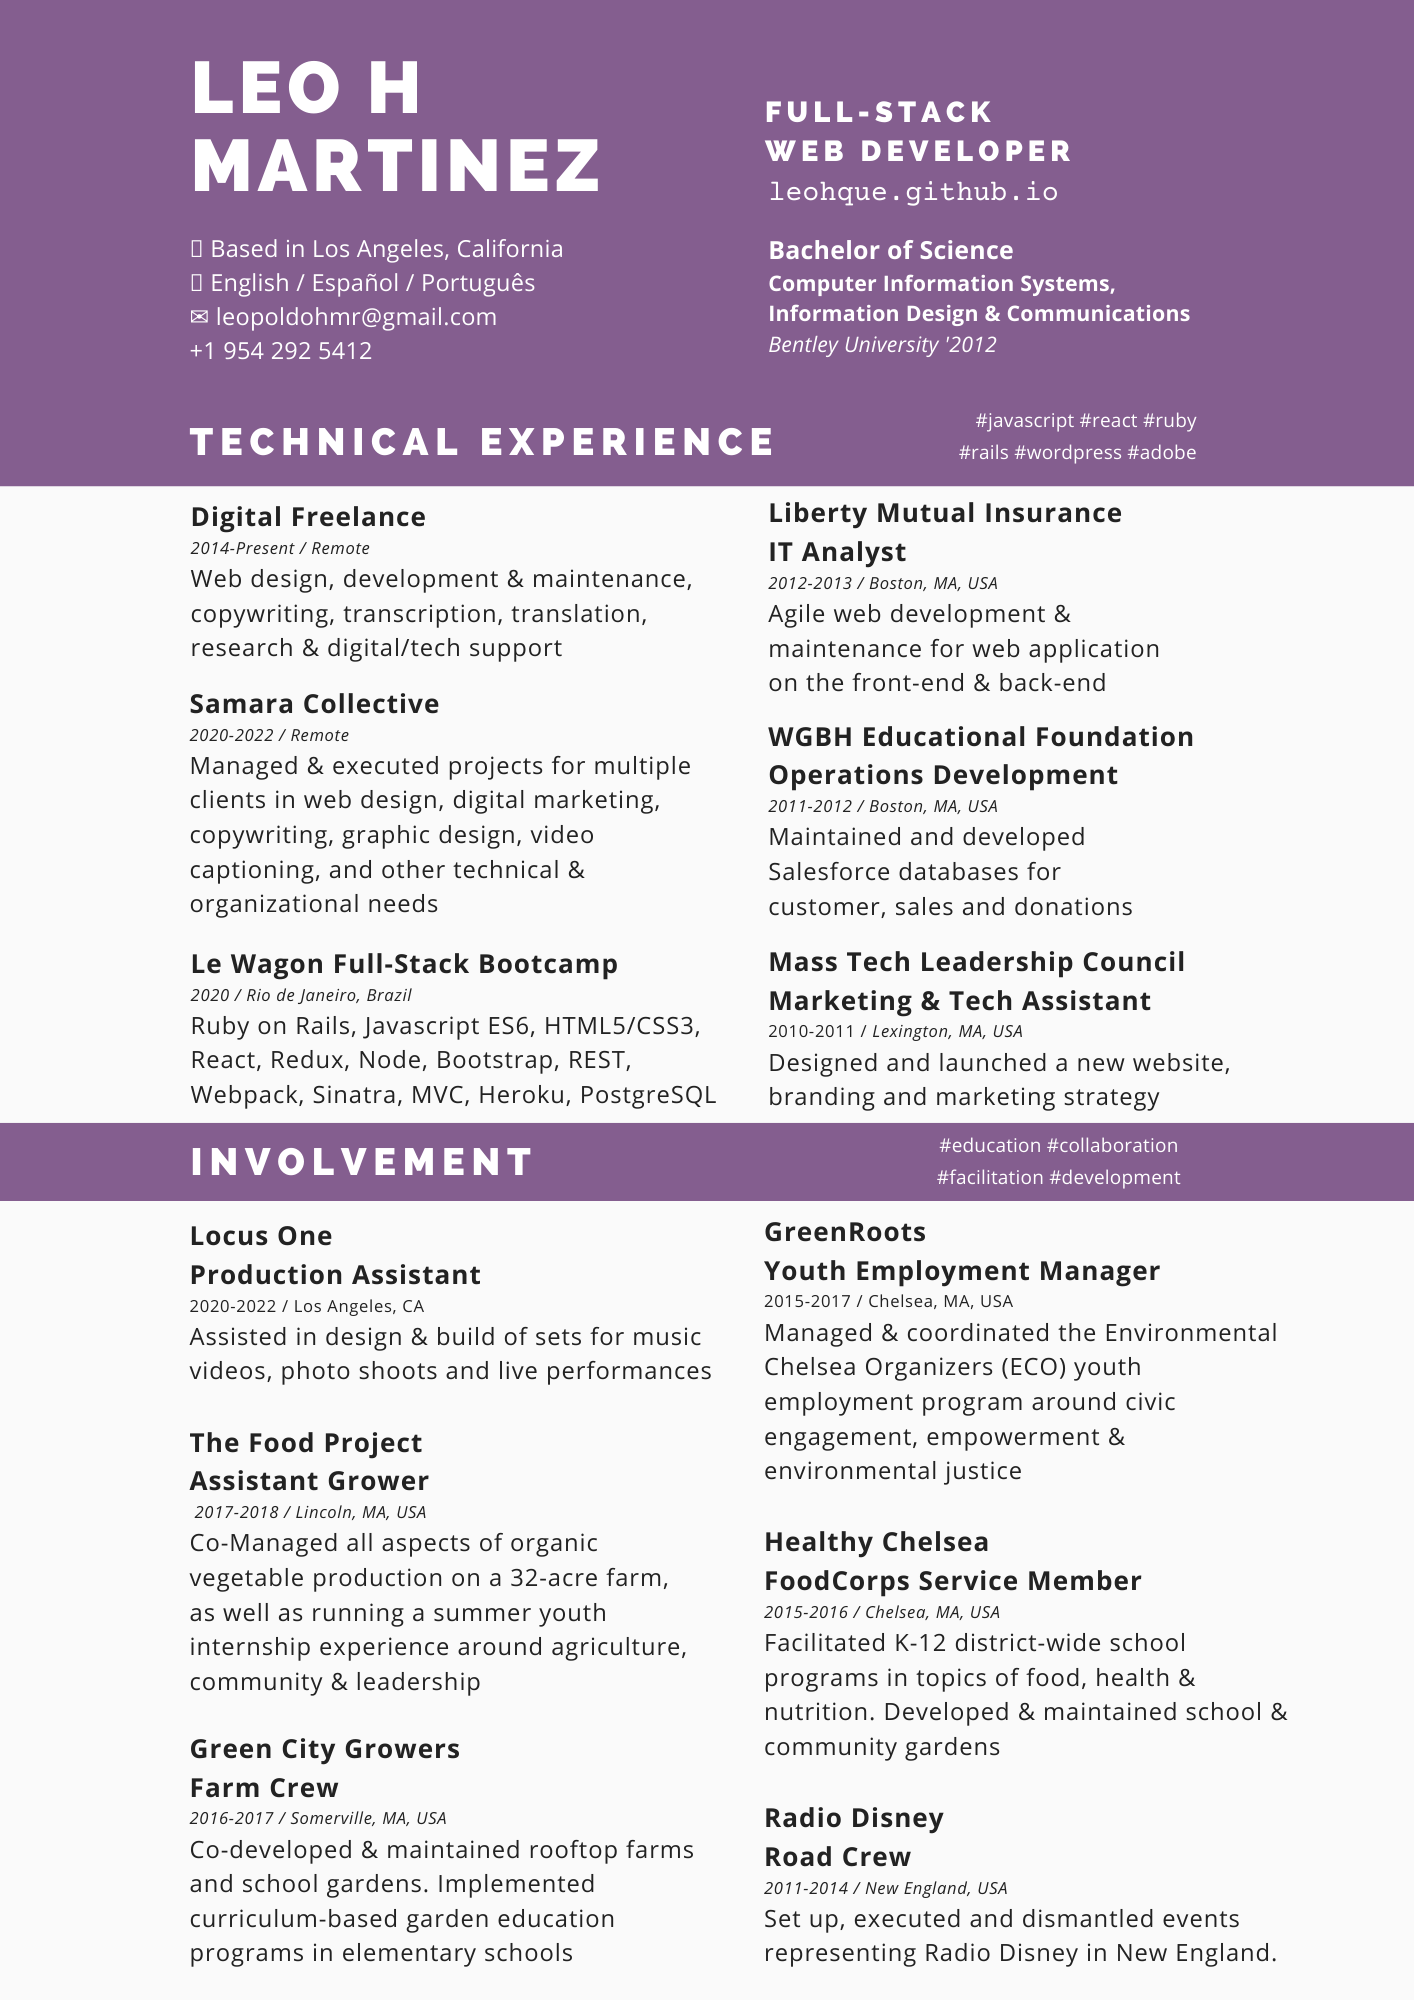 LEO H
MARTINEZ
FULL-STACK
WEB DEVELOPER
leohque.github.io
▯ Based in Los Angeles, California
▯ English / Español / Português
✉ leopoldohmr@gmail.com
+1 954 292 5412
Bachelor of Science
Computer Information Systems,
Information Design & Communications
Bentley University '2012
TECHNICAL EXPERIENCE
#javascript #react #ruby
#rails #wordpress #adobe
Digital Freelance
2014-Present / Remote
Web design, development & maintenance,
copywriting, transcription, translation,
research & digital/tech support
Samara Collective
2020-2022 / Remote
Managed & executed projects for multiple
clients in web design, digital marketing,
copywriting, graphic design, video
captioning, and other technical &
organizational needs
Le Wagon Full-Stack Bootcamp
2020 / Rio de Janeiro, Brazil
Ruby on Rails, Javascript ES6, HTML5/CSS3,
React, Redux, Node, Bootstrap, REST,
Webpack, Sinatra, MVC, Heroku, PostgreSQL
Liberty Mutual Insurance
IT Analyst
2012-2013 / Boston, MA, USA
Agile web development &
maintenance for web application
on the front-end & back-end
WGBH Educational Foundation
Operations Development
2011-2012 / Boston, MA, USA
Maintained and developed
Salesforce databases for
customer, sales and donations
Mass Tech Leadership Council
Marketing & Tech Assistant
2010-2011 / Lexington, MA, USA
Designed and launched a new website,
branding and marketing strategy
INVOLVEMENT
#education #collaboration
#facilitation #development
Locus One
Production Assistant
2020-2022 / Los Angeles, CA
Assisted in design & build of sets for music
videos, photo shoots and live performances
The Food Project
Assistant Grower
2017-2018 / Lincoln, MA, USA
Co-Managed all aspects of organic
vegetable production on a 32-acre farm,
as well as running a summer youth
internship experience around agriculture,
community & leadership
Green City Growers
Farm Crew
2016-2017 / Somerville, MA, USA
Co-developed & maintained rooftop farms
and school gardens. Implemented
curriculum-based garden education
programs in elementary schools
GreenRoots
Youth Employment Manager
2015-2017 / Chelsea, MA, USA
Managed & coordinated the Environmental
Chelsea Organizers (ECO) youth
employment program around civic
engagement, empowerment &
environmental justice
Healthy Chelsea
FoodCorps Service Member
2015-2016 / Chelsea, MA, USA
Facilitated K-12 district-wide school
programs in topics of food, health &
nutrition. Developed & maintained school &
community gardens
Radio Disney
Road Crew
2011-2014 / New England, USA
Set up, executed and dismantled events
representing Radio Disney in New England.